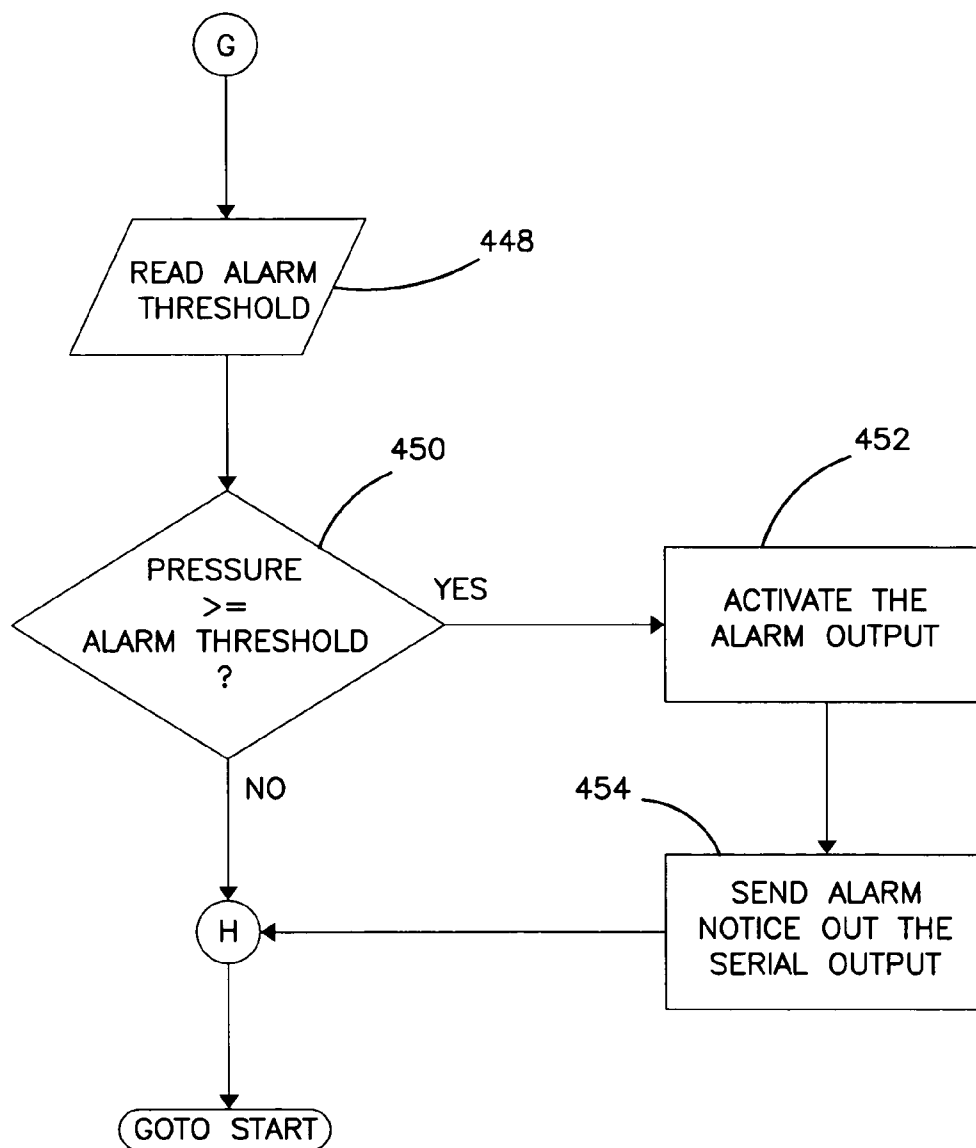 G
READ ALARM
THRESHOLD
448
450
PRESSURE
>=
ALARM THRESHOLD
?
YES
NO
452
ACTIVATE THE
ALARM OUTPUT
454
SEND ALARM
NOTICE OUT THE
SERIAL OUTPUT
H
GOTO START